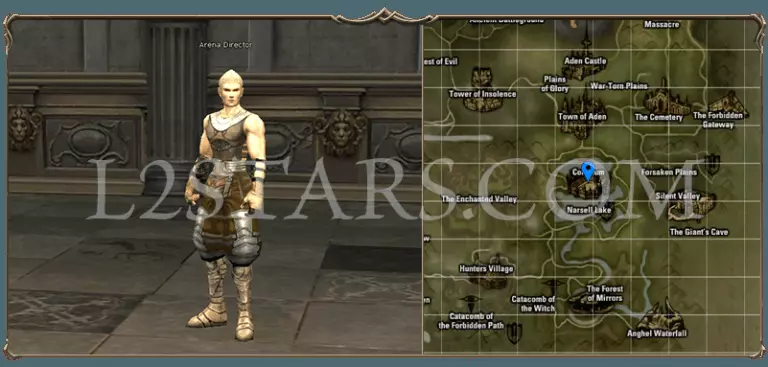 Arena Director
L2STARS.COM
Massacre
Aden Castle
est of Evil
Plains
of Glory
War-Torn Plains
Tower of Insolence
Town of Aden
The Cemetery
The Forbidden
Gateway
Forsaken Plains
The Enchanted Valley
Silent Valley
Narsell Lake
The Giant's Cave
Hunters Village
The Forest
of Mirrors
Catacomb of
the Witch
Catacomb of
the Forbidden Path
Anghel Waterfall